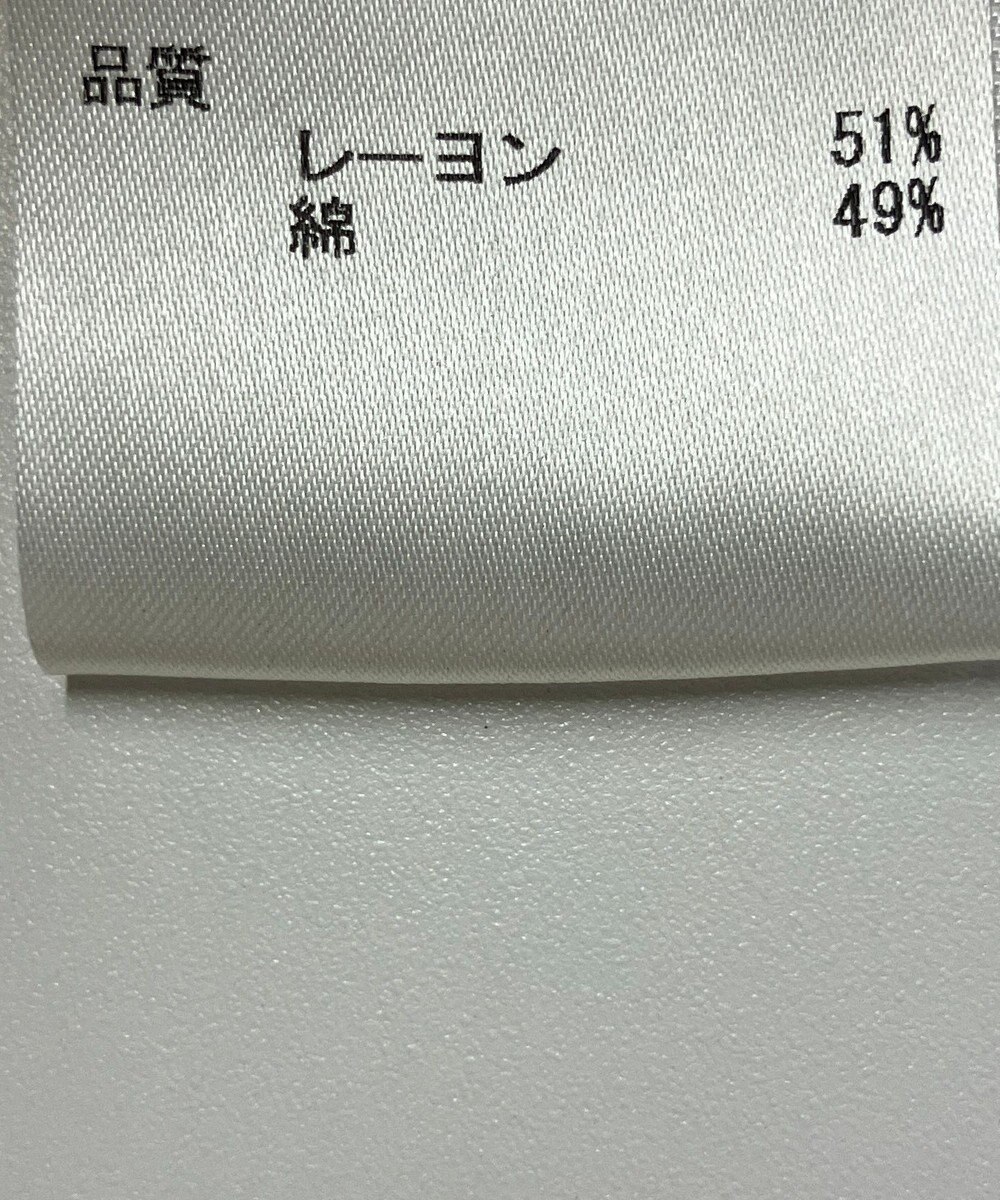 品質
レーヨン 51%
綿 49%